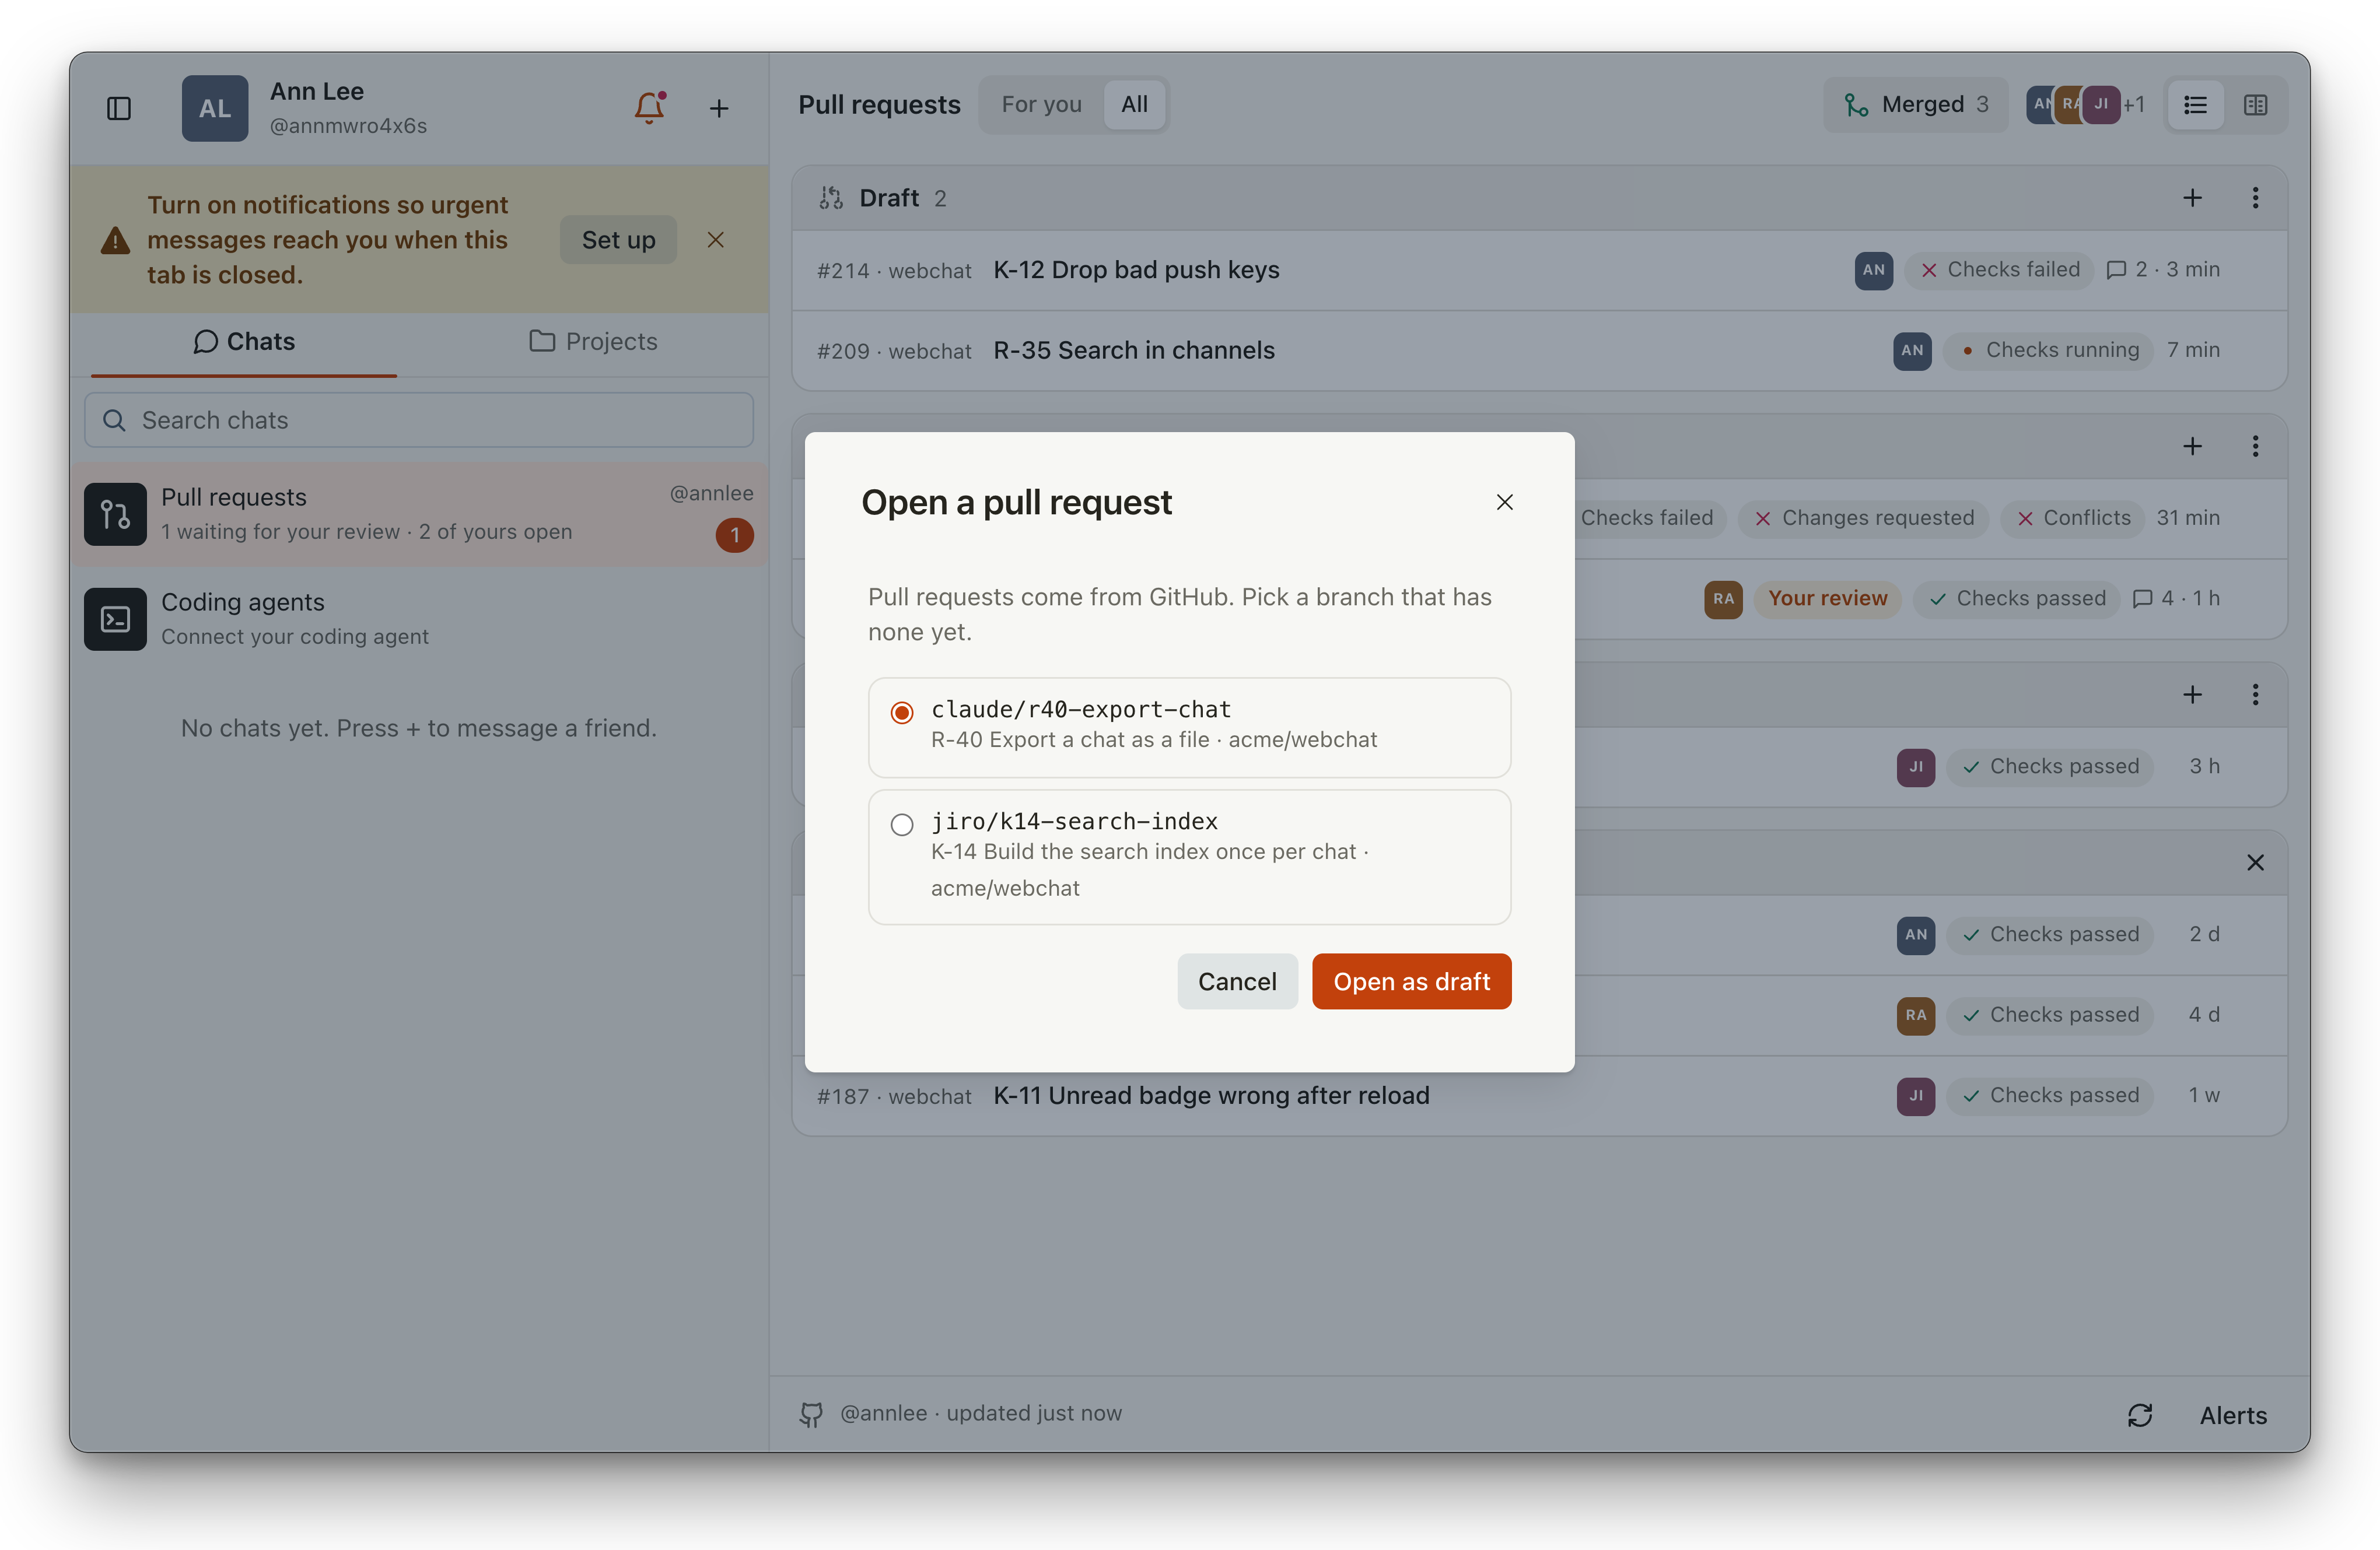 AL
Ann Lee
@annmwro4x6s
Turn on notifications so urgent
messages reach you when this
tab is closed.
Set up
Chats
Projects
Search chats
Pull requests
@annlee
1 waiting for your review · 2 of yours open
1
Coding agents
Connect your coding agent
No chats yet. Press + to message a friend.
Pull requests
For you
All
Merged 3
AN
RA
JI
+1
Draft 2
#214 · webchat K-12 Drop bad push keys
AN
Checks failed
2 · 3 min
#209 · webchat R-35 Search in channels
AN
Checks running
7 min
Checks failed
Changes requested
Conflicts
31 min
RA
Your review
Checks passed
4 · 1 h
JI
Checks passed
3 h
AN
Checks passed
2 d
RA
Checks passed
4 d
#187 · webchat K-11 Unread badge wrong after reload
JI
Checks passed
1 w
Open a pull request
Pull requests come from GitHub. Pick a branch that has
none yet.
claude/r40-export-chat
R-40 Export a chat as a file · acme/webchat
jiro/k14-search-index
K-14 Build the search index once per chat ·
acme/webchat
Cancel
Open as draft
@annlee · updated just now
Alerts